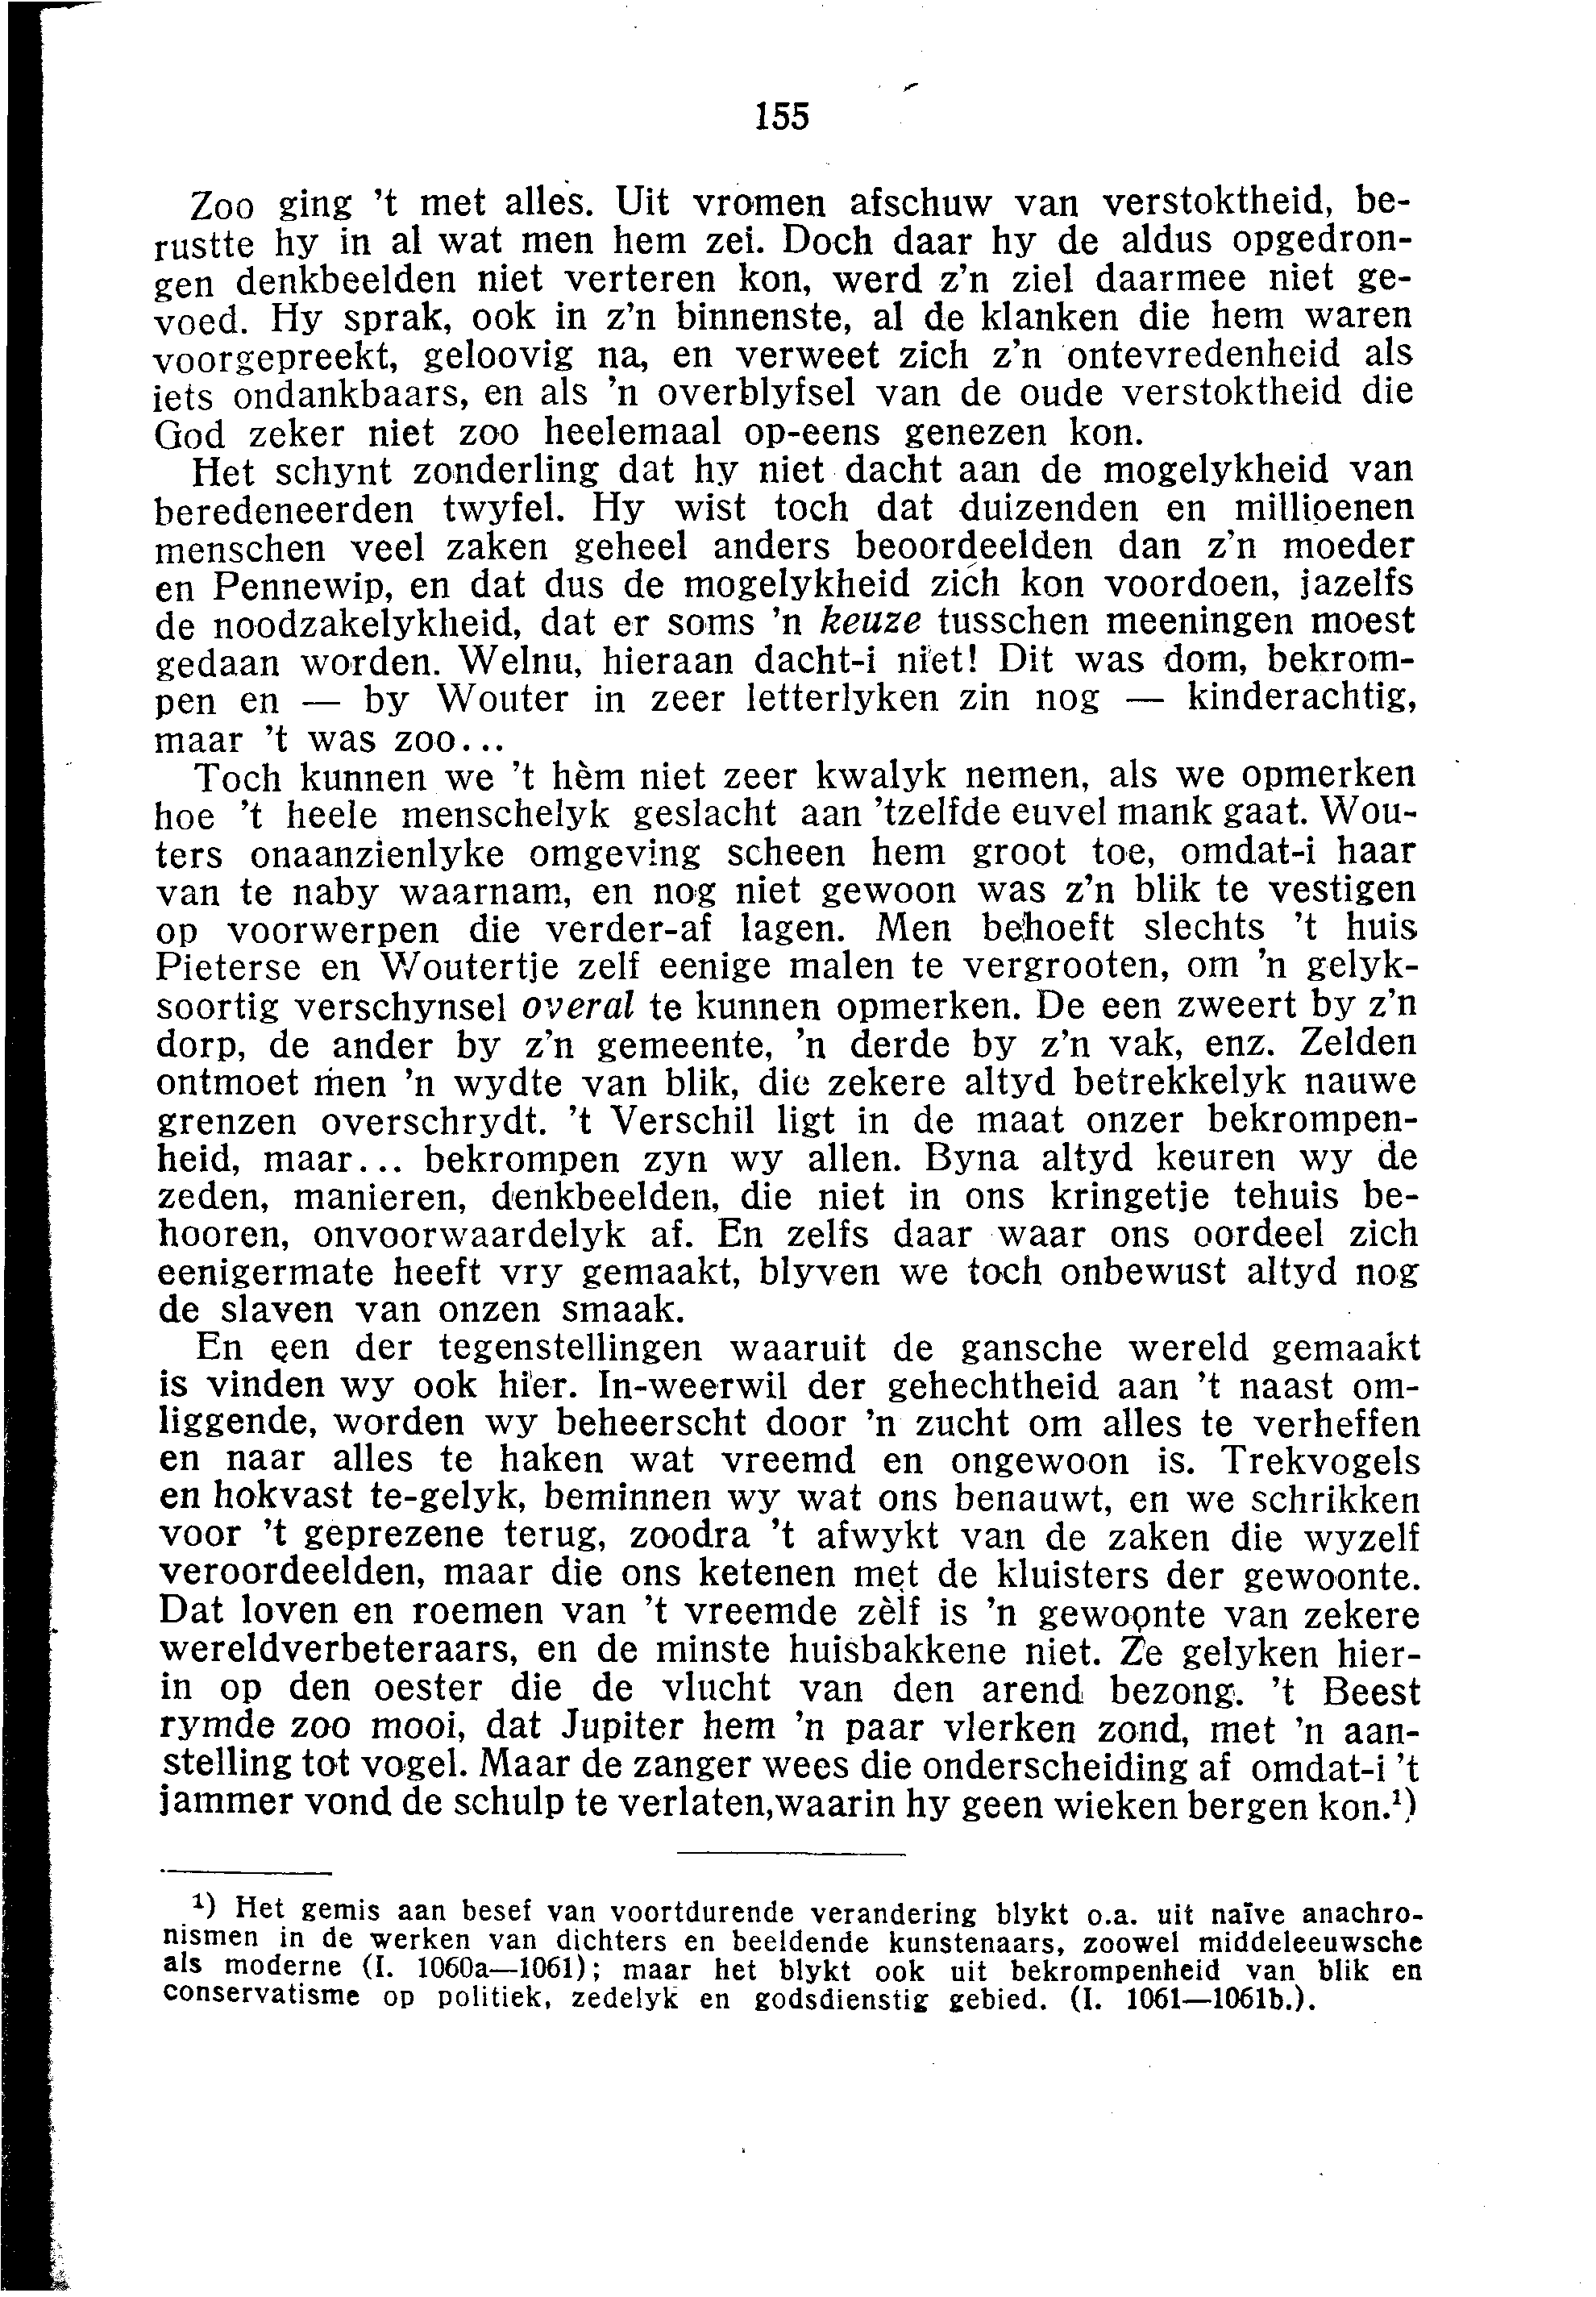 155
Zoo ging 't met alles. Uit vromen afschuw van verstoktheid, be-
rustte hy in al wat men hem zei. Doch daar hy de aldus opgedron-
gen denkbeelden niet verteren kon, werd z'n ziel daarmee niet ge-
voed. Hy sprak, ook in z'n binnenste, al de klanken die hem waren
voorgepreekt, geloovig na, en verweet zich z'n ontevredenheid als
iets ondankbaars, en als 'n overblyfsel van de oude verstoktheid die
God zeker niet zoo heelemaal op-eens genezen kon.
Het schynt zonderling dat hy niet dacht aan de mogelykheid van
beredeneerden twyfel. Hy wist toch dat duizenden en millioenen
menschen veel zaken geheel anders beoordeelden dan z'n moeder
en Pennewip, en dat dus de mogelykheid zich kon voordoen, jazelfs
de noodzakelykheid, dat er soms 'n keuze tusschen meeningen moest
gedaan worden. Welnu, hieraan dacht-i niet! Dit was dom, bekrom-
pen en — by Wouter in zeer letterlyken zin nog — kinderachtig,
maar 't was zoo...
Toch kunnen we 't hèm niet zeer kwalyk nemen, als we opmerken
hoe 't heele menschelyk geslacht aan 'tzelfde euvel mank gaat. Wou-
ters onaanzienlyke omgeving scheen hem groot toe, omdat-i haar
van te naby waarnam, en nog niet gewoon was z'n blik te vestigen
op voorwerpen die verder-af lagen. Men behoeft slechts 't huis
Pieterse en Woutertje zelf eenige malen te vergrooten, om 'n gelyk-
soortig verschynsel overal te kunnen opmerken. De een zweert by z'n
dorp, de ander by z'n gemeente, 'n derde by z'n vak, enz. Zelden
ontmoet men 'n wydte van blik, die zekere altyd betrekkelyk nauwe
grenzen overschrydt. 't Verschil ligt in de maat onzer bekrompen-
heid, maar... bekrompen zyn wy allen. Byna altyd keuren wy de
zeden, manieren, denkbeelden, die niet in ons kringetje tehuis be-
hooren, onvoorwaardelyk af. En zelfs daar waar ons oordeel zich
eenigermate heeft vry gemaakt, blyven we toch onbewust altyd nog
de slaven van onzen smaak.
En een der tegenstellingen waaruit de gansche wereld gemaakt
is vinden wy ook hier. In-weerwil der gehechtheid aan 't naast om-
liggende, worden wy beheerscht door 'n zucht om alles te verheffen
en naar alles te haken wat vreemd en ongewoon is. Trekvogels
en hokvast te-gelyk, beminnen wy wat ons benauwt, en we schrikken
voor 't geprezene terug, zoodra 't afwykt van de zaken die wyzelf
veroordeelden, maar die ons ketenen met de kluisters der gewoonte.
Dat loven en roemen van 't vreemde zèlf is 'n gewoonte van zekere
wereldverbeteraars, en de minste huisbakkene niet. Ze gelyken hier-
in op den oester die de vlucht van den arend bezong. 't Beest
rymde zoo mooi, dat Jupiter hem 'n paar vlerken zond, met 'n aan-
stelling tot vogel. Maar de zanger wees die onderscheiding af omdat-i 't
jammer vond de schulp te verlaten,waarin hy geen wieken bergen kon.¹)
¹) Het gemis aan besef van voortdurende verandering blykt o.a. uit naïve anachro-
nismen in de werken van dichters en beeldende kunstenaars, zoowel middeleeuwsche
als moderne (I. 1060a—1061); maar het blykt ook uit bekrompenheid van blik en
conservatisme op politiek, zedelyk en godsdienstig gebied. (I. 1061—1061b.).